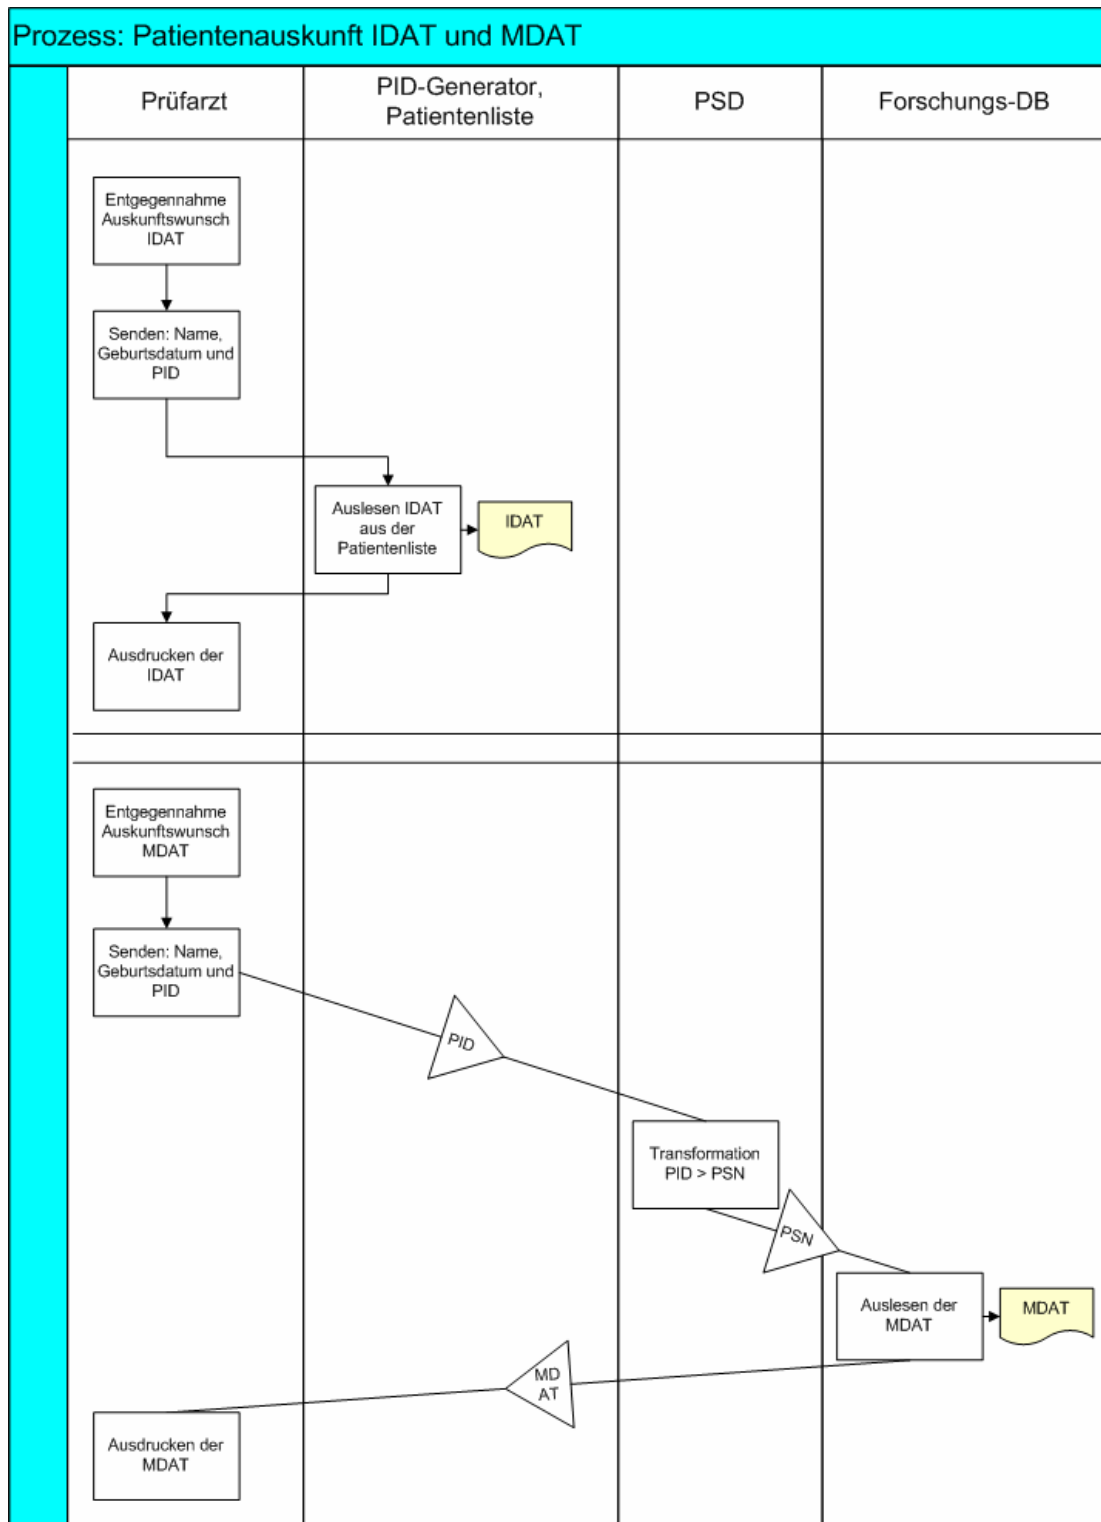 Prozess: Patientenauskunft IDAT und MDAT
Prüfarzt
PID-Generator,
Patientenliste
PSD
Forschungs-DB
Entgegennahme
Auskunftswunsch
IDAT
Senden: Name,
Geburtsdatum und
PID
Auslesen IDAT
aus der
Patientenliste
IDAT
Ausdrucken der
IDAT
Entgegennahme
Auskunftswunsch
MDAT
Senden: Name,
Geburtsdatum und
PID
PID
Transformation
PID > PSN
PSN
Auslesen der
MDAT
MDAT
MD
AT
Ausdrucken der
MDAT